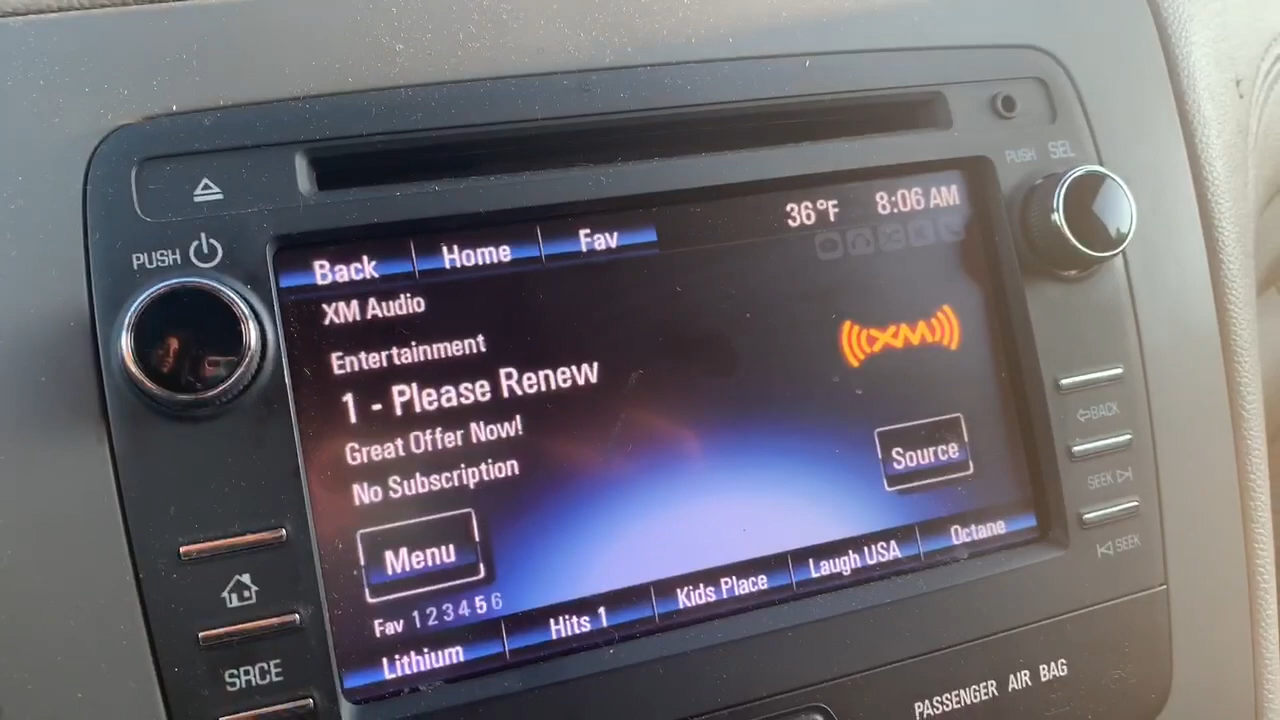 PUSH SEL
PUSH
36°F 8:06 AM
Back Home Fav
XM Audio
Entertainment
1 - Please Renew
Great Offer Now!
No Subscription
((XM))
Source
Menu
Fav 1 2 3 4 5 6
Lithium Hits 1 Kids Place Laugh USA Octane
BACK
SEEK
SEEK
SRCE
PASSENGER AIR BAG